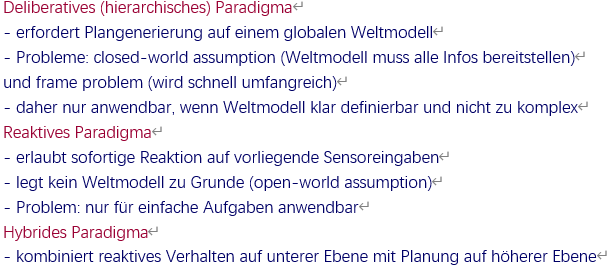 Deliberatives (hierarchisches) Paradigma↵
- erfordert Plangenerierung auf einem globalen Weltmodell↵
- Probleme: closed-world assumption (Weltmodell muss alle Infos bereitstellen)↵
und frame problem (wird schnell umfangreich)↵
- daher nur anwendbar, wenn Weltmodell klar definierbar und nicht zu komplex↵
Reaktives Paradigma↵
- erlaubt sofortige Reaktion auf vorliegende Sensoreingaben↵
- legt kein Weltmodell zu Grunde (open-world assumption)↵
- Problem: nur für einfache Aufgaben anwendbar↵
Hybrides Paradigma↵
- kombiniert reaktives Verhalten auf unterer Ebene mit Planung auf höherer Ebene↵